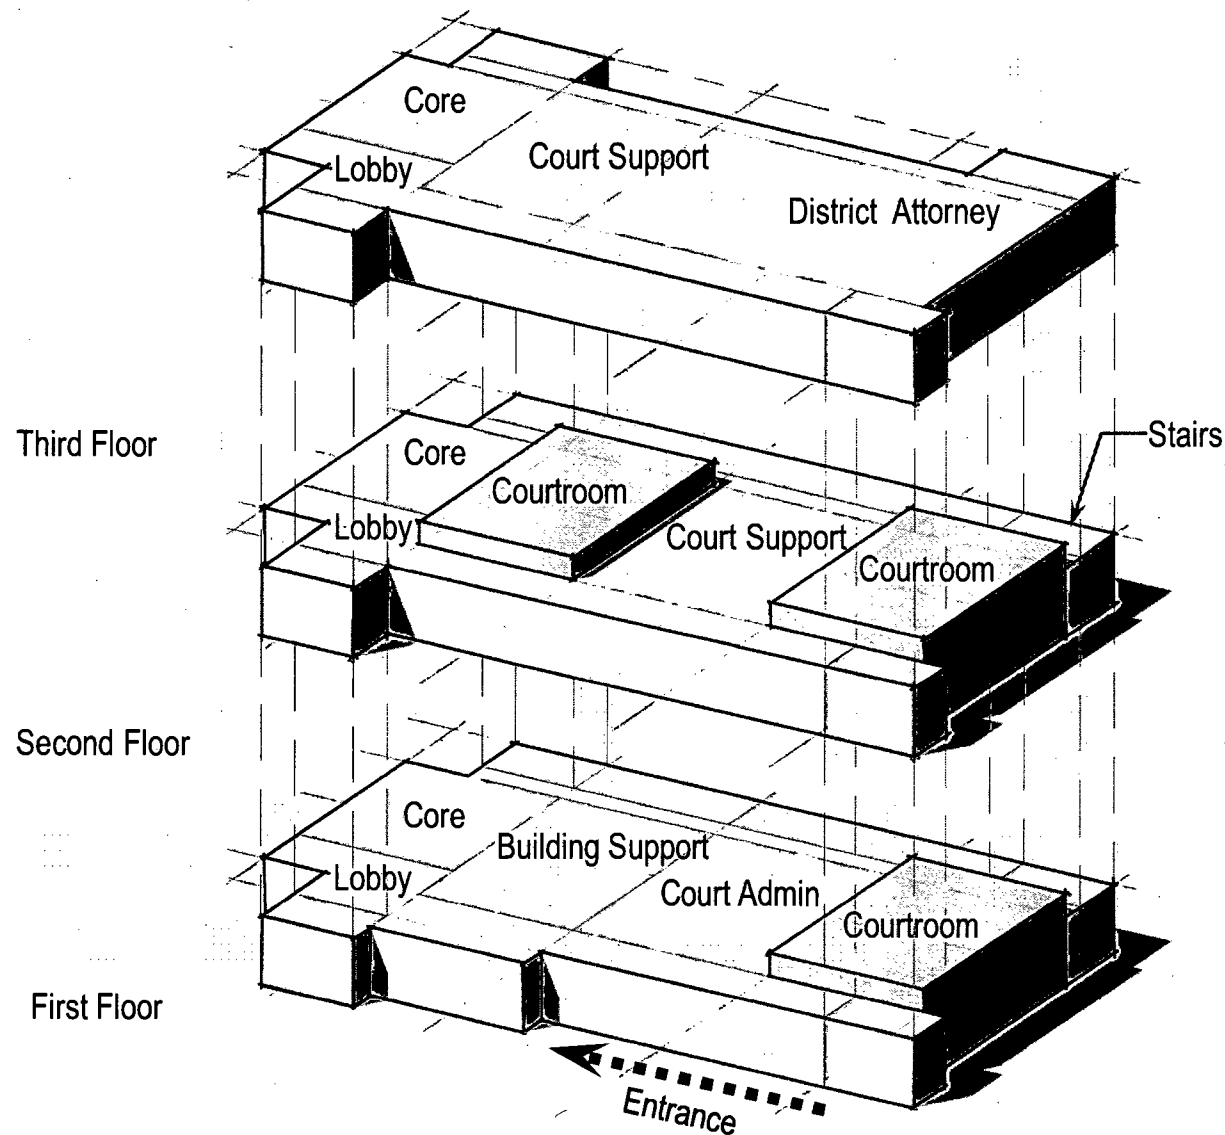 Core
Lobby
Court Support
District Attorney
Third Floor
Core
Courtroom
Lobby
Court Support
Courtroom
Stairs
Second Floor
Core
Lobby
Building Support
Court Admin
Courtroom
First Floor
Entrance